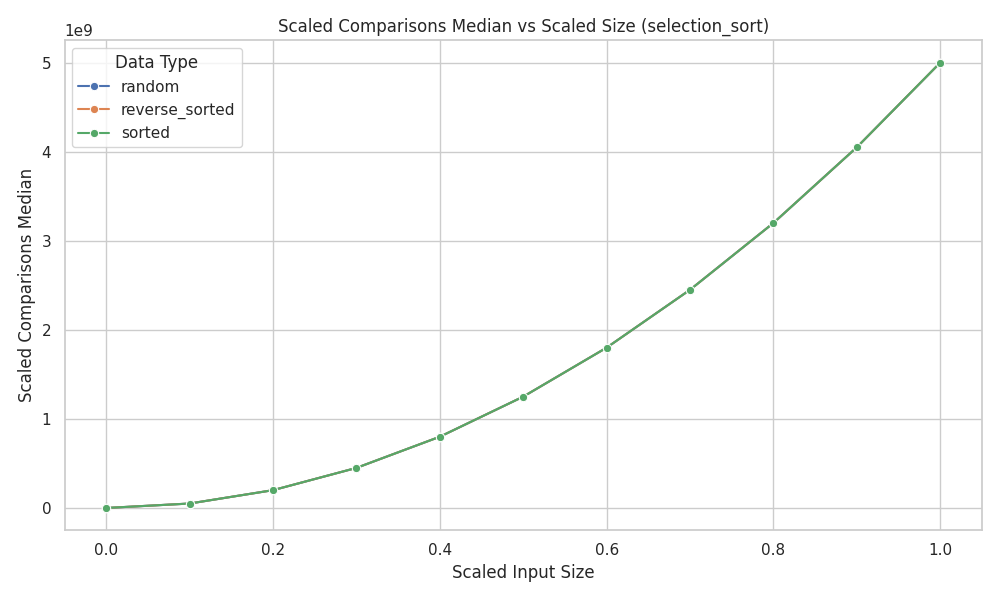 Scaled Comparisons Median vs Scaled Size (selection_sort)
1e9
Data Type
random
reverse_sorted
sorted
5
4
3
2
1
0
Scaled Comparisons Median
0.0 0.2 0.4 0.6 0.8 1.0
Scaled Input Size